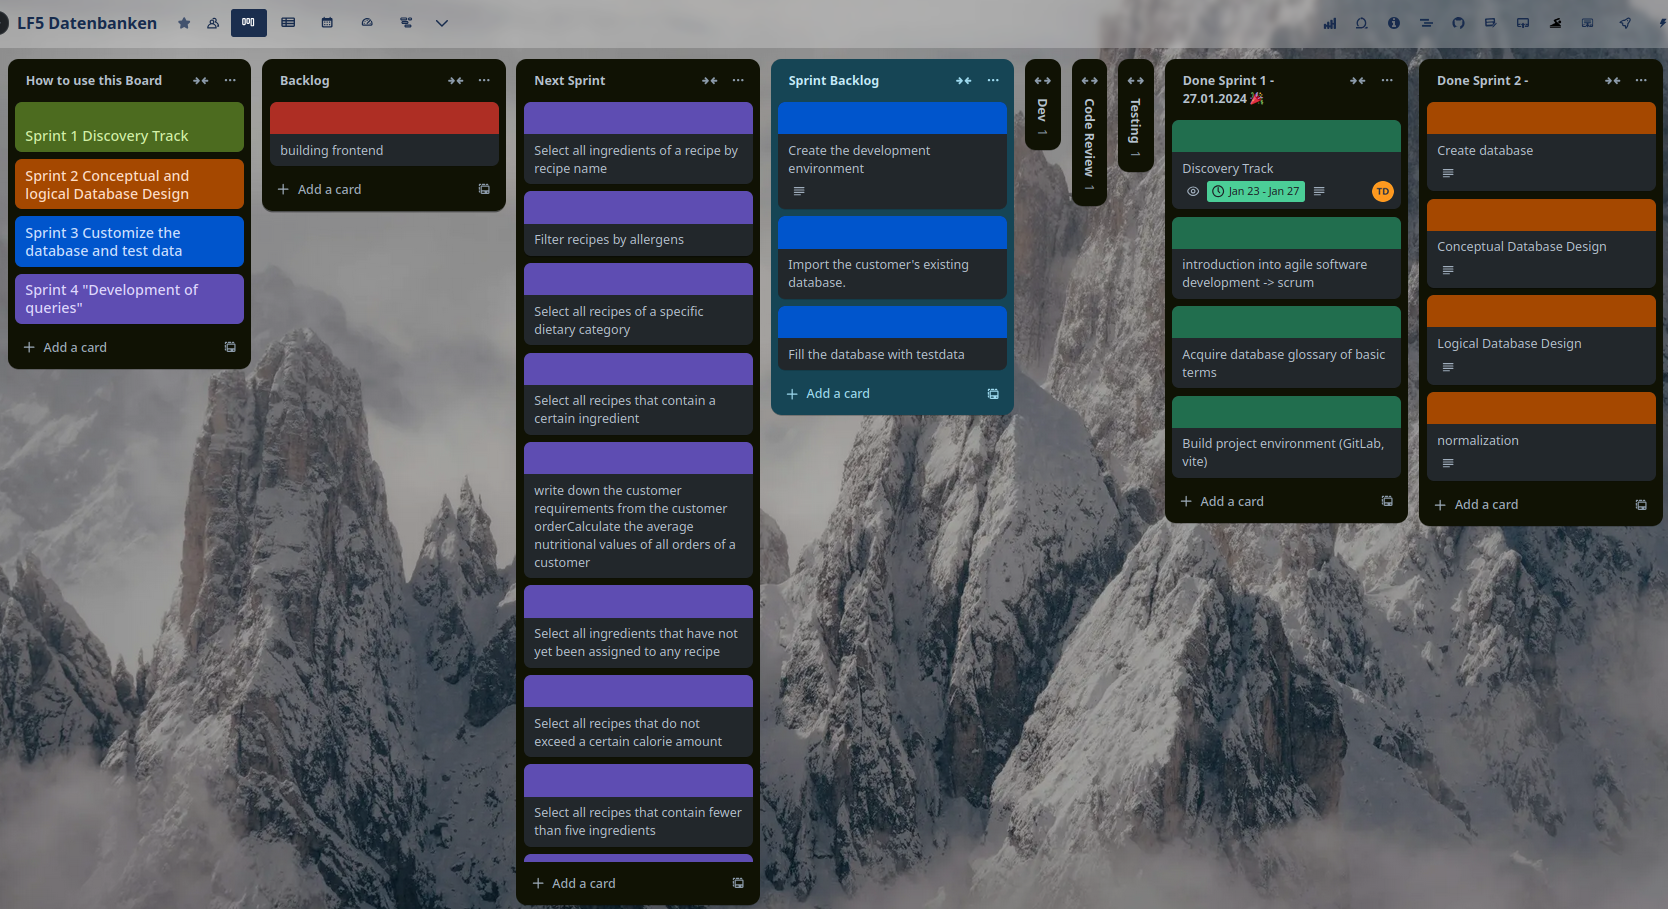 LF5 Datenbanken
How to use this Board
Sprint 1 Discovery Track
Sprint 2 Conceptual and
logical Database Design
Sprint 3 Customize the
database and test data
Sprint 4 "Development of
queries"
Add a card
Backlog
building frontend
Add a card
Next Sprint
Select all ingredients of a recipe by
recipe name
Filter recipes by allergens
Select all recipes of a specific
dietary category
Select all recipes that contain a
certain ingredient
write down the customer
requirements from the customer
orderCalculate the average
nutritional values of all orders of a
customer
Select all ingredients that have not
yet been assigned to any recipe
Select all recipes that do not
exceed a certain calorie amount
Select all recipes that contain fewer
than five ingredients
Add a card
Sprint Backlog
Create the development
environment
Import the customer's existing
database.
Fill the database with testdata
Add a card
Dev 1
Code Review 1
Testing 1
Done Sprint 1 -
27.01.2024 🎉
Discovery Track
Jan 23 - Jan 27
TD
introduction into agile software
development -> scrum
Acquire database glossary of basic
terms
Build project environment (GitLab,
vite)
Add a card
Done Sprint 2 -
Create database
Conceptual Database Design
Logical Database Design
normalization
Add a card